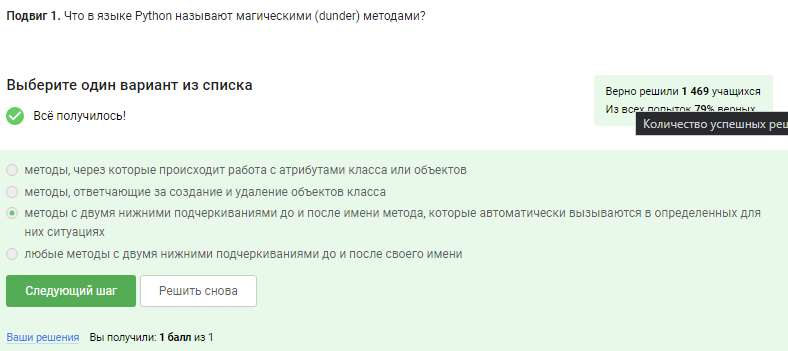 Подвиг 1. Что в языке Python называют магическими (dunder) методами?
Выберите один вариант из списка
Верно решили 1 469 учащихся
Всё получилось!
Из всех попыток 79% верных
Количество успешных реш
методы, через которые происходит работа с атрибутами класса или объектов
методы, отвечающие за создание и удаление объектов класса
методы с двумя нижними подчеркиваниями до и после имени метода, которые автоматически вызываются в определенных для
них ситуациях
любые методы с двумя нижними подчеркиваниями до и после своего имени
Следующий шаг
Решить снова
Ваши решения Вы получили: 1 балл из 1